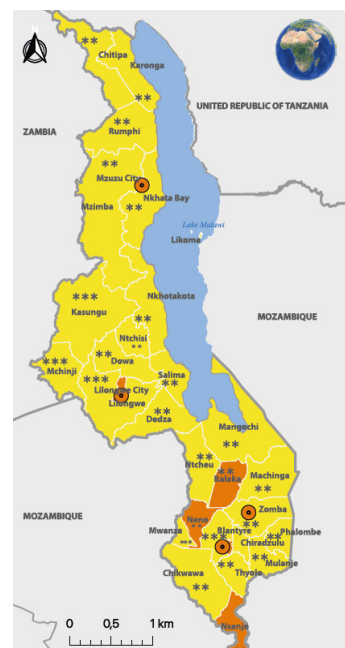 N
Chitipa
**
Karonga
**
UNITED REPUBLIC OF TANZANIA
**
Rumphi
ZAMBIA
**
Mzuzu City
Nkhata Bay
Mzimba
**
Lake Malawi
Likoma
***
Nkhotakota
Kasungu
**
MOZAMBIQUE
Ntchisi
**
***
**
Dowa
Mchinji
***
Salima
**
Lilongwe City
Lilongwe
**
Dedza
Mangochi
**
**
Ntcheu
**
Balaka
Machinga
**
Zomba
MOZAMBIQUE
Neno
**
**
Mwanza
***
***
Blantyre
**
Phalombe
Chiradzulu
**
Mulanje
**
Thyolo
Chikwawa
**
Nsanje
0 0,5 1 km